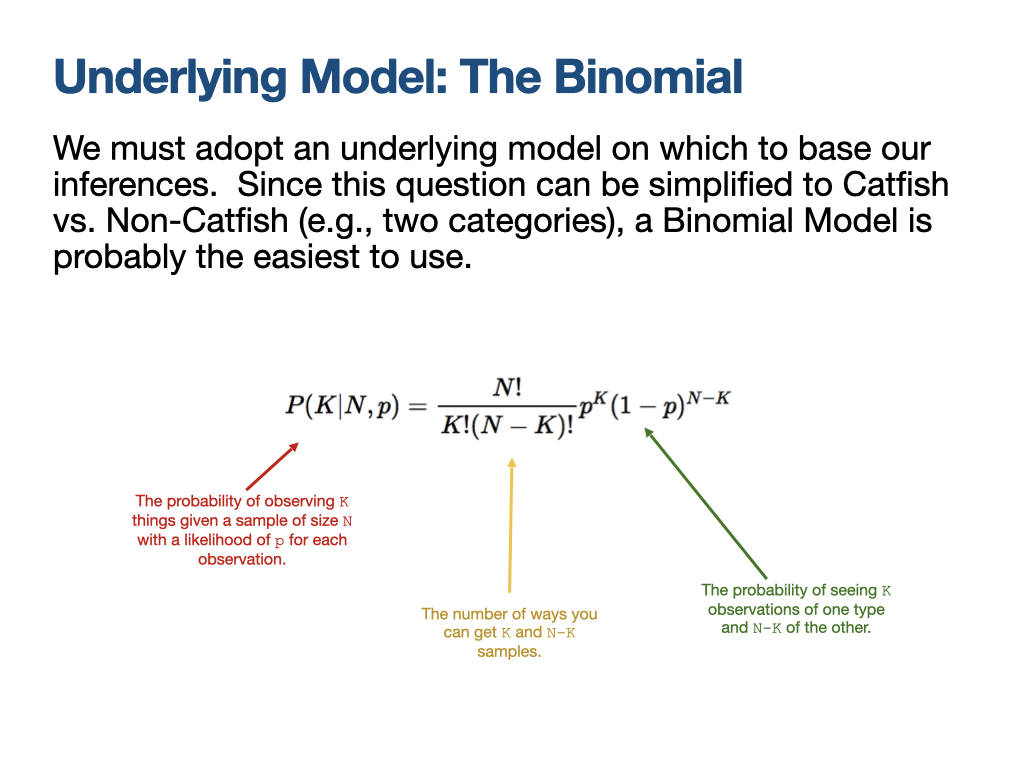 Underlying Model: The Binomial
We must adopt an underlying model on which to base our
inferences.  Since this question can be simplified to Catfish
vs. Non-Catfish (e.g., two categories), a Binomial Model is
probably the easiest to use.
P(K|N,p) = \frac{N!}{K!(N − K)!} p^K (1 − p)^{N−K}
The probability of observing K
things given a sample of size N
with a likelihood of p for each
observation.
The number of ways you
can get K and N-K
samples.
The probability of seeing K
observations of one type
and N-K of the other.